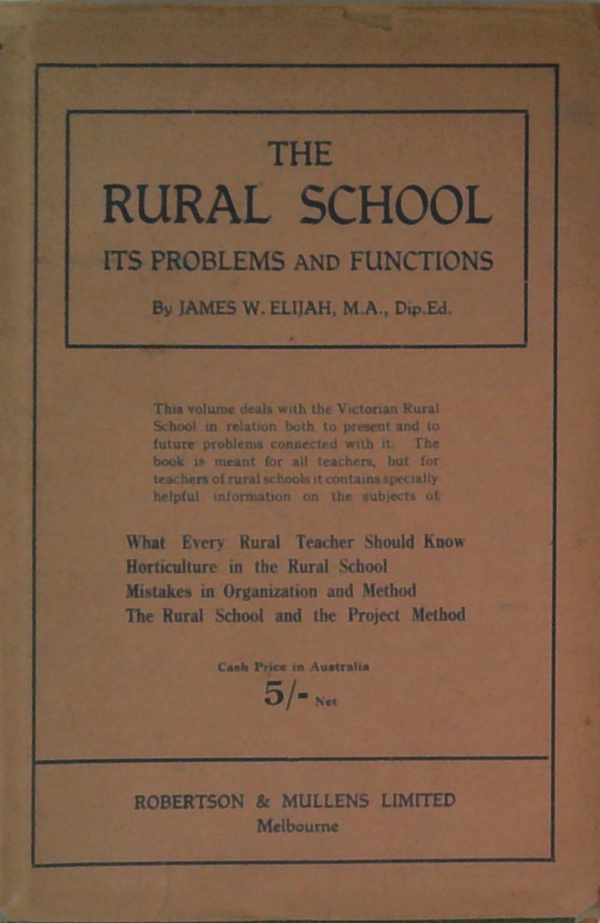 THE
RURAL SCHOOL
ITS PROBLEMS AND FUNCTIONS
By JAMES W. ELIJAH, M.A., Dip.Ed.
This volume deals with the Victorian Rural
School in relation both to present and to
future problems connected with it. The
book is meant for all teachers, but for
teachers of rural schools it contains specially
helpful information on the subjects of
What Every Rural Teacher Should Know
Horticulture in the Rural School
Mistakes in Organization and Method
The Rural School and the Project Method
Cash Price in Australia
5/- Net
ROBERTSON & MULLENS LIMITED
Melbourne